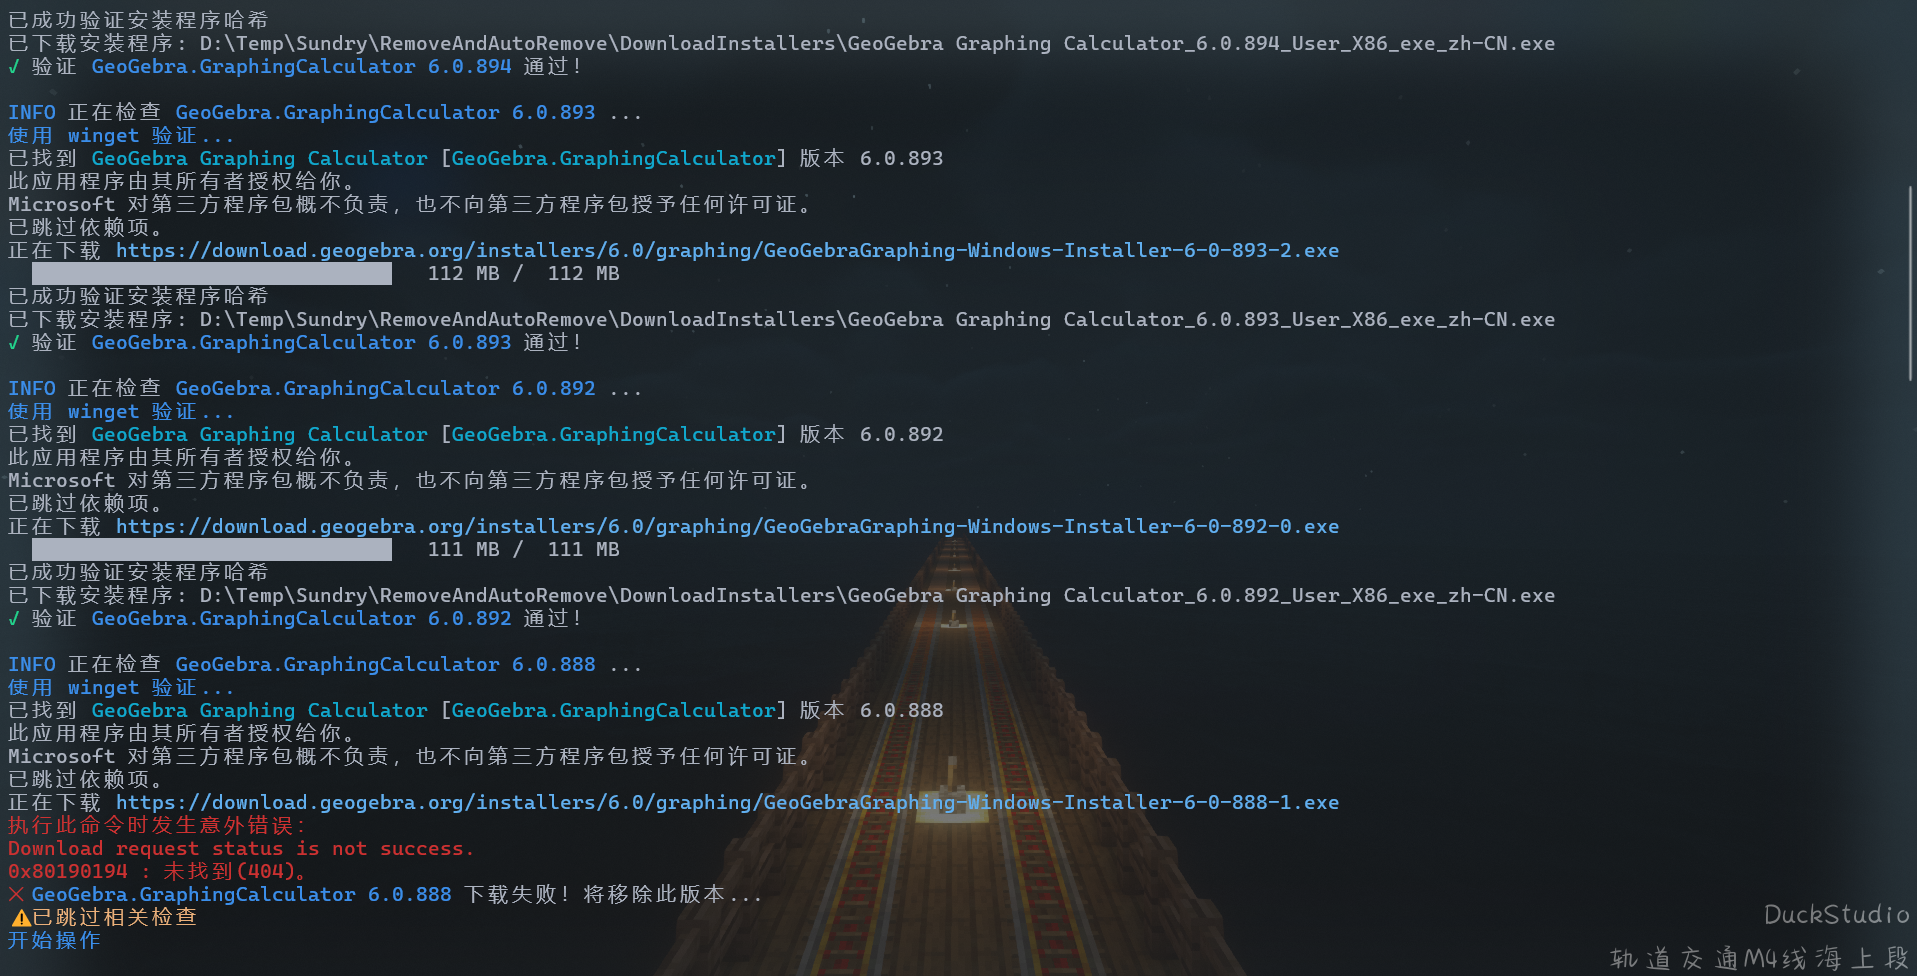 已成功验证安装程序哈希
已下载安装程序: D:\Temp\Sundry\RemoveAndAutoRemove\DownloadInstallers\GeoGebra Graphing Calculator_6.0.894_User_X86_exe_zh-CN.exe
✓ 验证 GeoGebra.GraphingCalculator 6.0.894 通过!
INFO 正在检查 GeoGebra.GraphingCalculator 6.0.893 ...
使用 winget 验证...
已找到 GeoGebra Graphing Calculator [GeoGebra.GraphingCalculator] 版本 6.0.893
此应用程序由其所有者授权给你。
Microsoft 对第三方程序包概不负责, 也不向第三方程序包授予任何许可证。
已跳过依赖项。
正在下载 https://download.geogebra.org/installers/6.0/graphing/GeoGebraGraphing-Windows-Installer-6-0-893-2.exe
112 MB / 112 MB
已成功验证安装程序哈希
已下载安装程序: D:\Temp\Sundry\RemoveAndAutoRemove\DownloadInstallers\GeoGebra Graphing Calculator_6.0.893_User_X86_exe_zh-CN.exe
✓ 验证 GeoGebra.GraphingCalculator 6.0.893 通过!
INFO 正在检查 GeoGebra.GraphingCalculator 6.0.892 ...
使用 winget 验证...
已找到 GeoGebra Graphing Calculator [GeoGebra.GraphingCalculator] 版本 6.0.892
此应用程序由其所有者授权给你。
Microsoft 对第三方程序包概不负责, 也不向第三方程序包授予任何许可证。
已跳过依赖项。
正在下载 https://download.geogebra.org/installers/6.0/graphing/GeoGebraGraphing-Windows-Installer-6-0-892-0.exe
111 MB / 111 MB
已成功验证安装程序哈希
已下载安装程序: D:\Temp\Sundry\RemoveAndAutoRemove\DownloadInstallers\GeoGebra Graphing Calculator_6.0.892_User_X86_exe_zh-CN.exe
✓ 验证 GeoGebra.GraphingCalculator 6.0.892 通过!
INFO 正在检查 GeoGebra.GraphingCalculator 6.0.888 ...
使用 winget 验证...
已找到 GeoGebra Graphing Calculator [GeoGebra.GraphingCalculator] 版本 6.0.888
此应用程序由其所有者授权给你。
Microsoft 对第三方程序包概不负责, 也不向第三方程序包授予任何许可证。
已跳过依赖项。
正在下载 https://download.geogebra.org/installers/6.0/graphing/GeoGebraGraphing-Windows-Installer-6-0-888-1.exe
执行此命令时发生意外错误:
Download request status is not success.
0x80190194 : 未找到(404)。
✕ GeoGebra.GraphingCalculator 6.0.888 下载失败! 将移除此版本...
⚠️已跳过相关检查
开始操作
DuckStudio
轨道交通M4线海上段